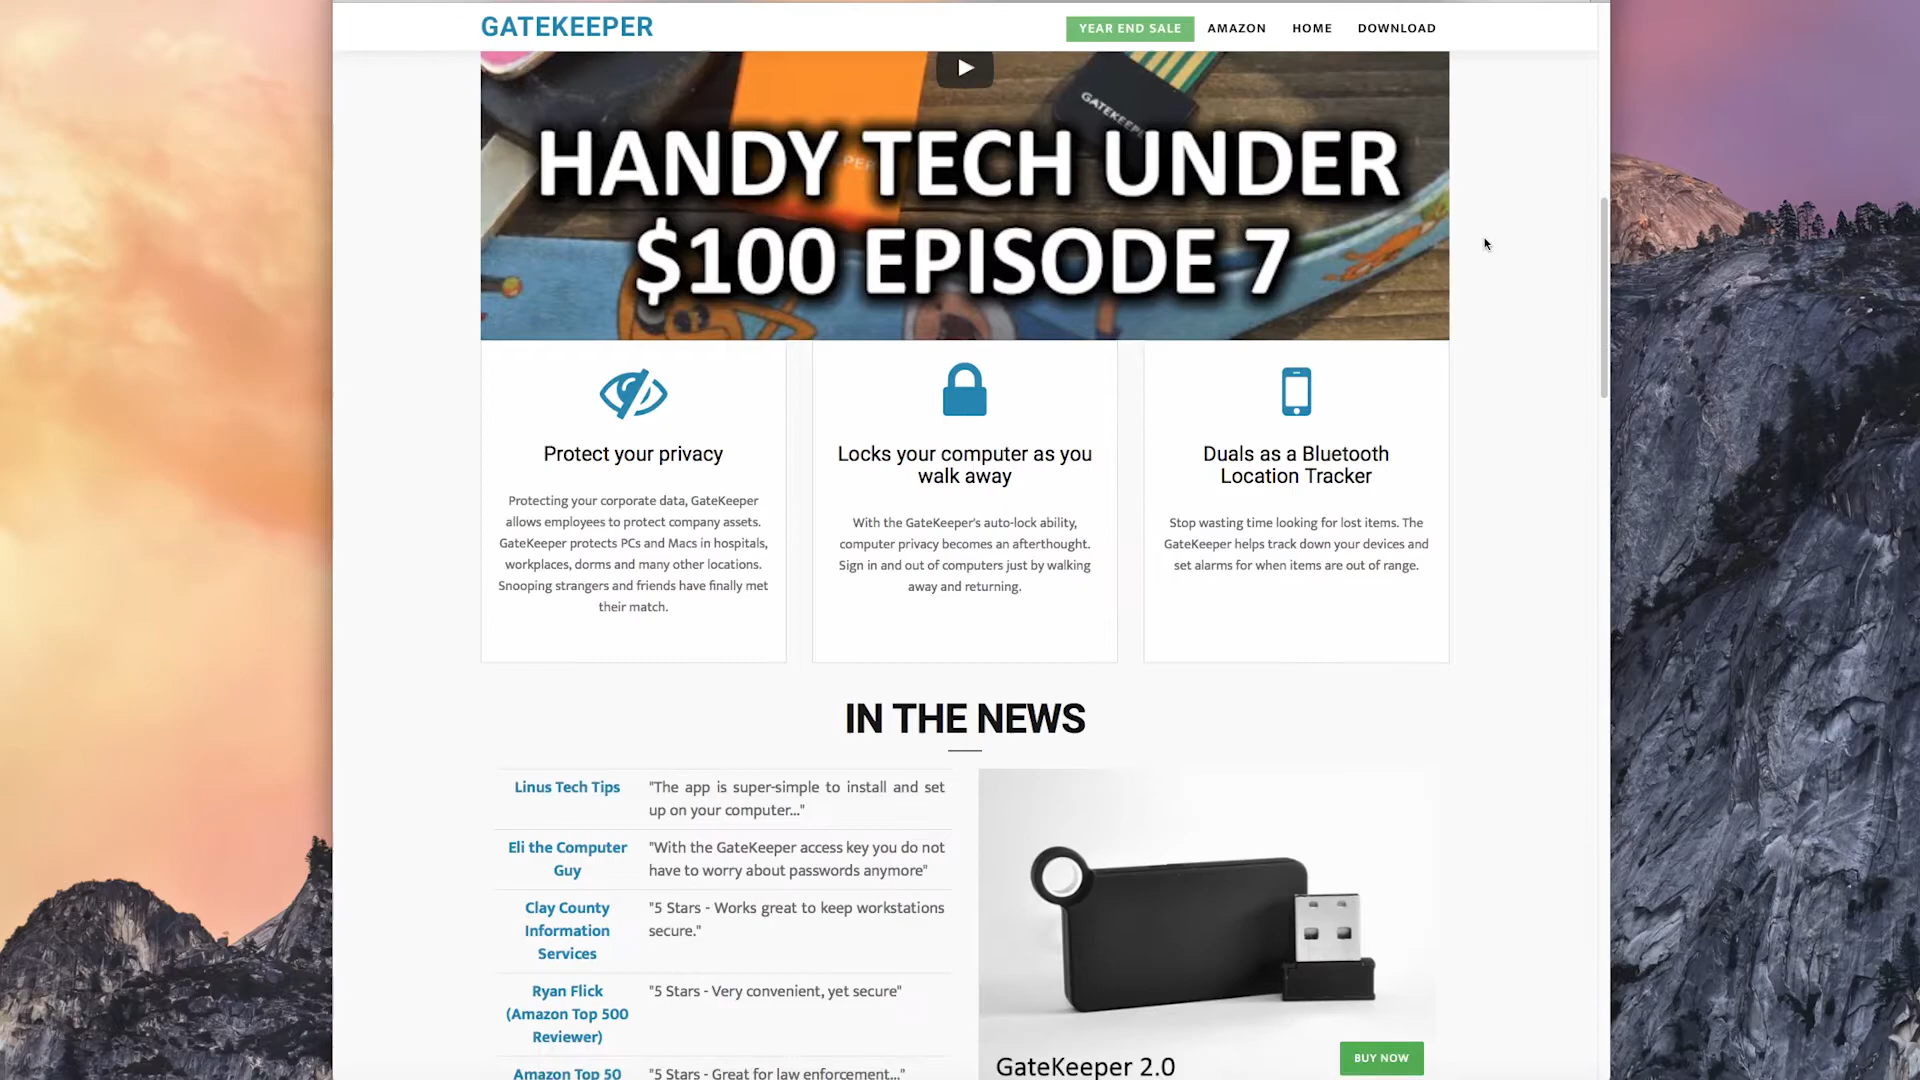 GATEKEEPER
YEAR END SALE
AMAZON
HOME
DOWNLOAD
GATEKEEPER
HANDY TECH UNDER
$100 EPISODE 7
Protect your privacy
Protecting your corporate data, GateKeeper
allows employees to protect company assets.
GateKeeper protects PCs and Macs in hospitals,
workplaces, dorms and many other locations.
Snooping strangers and friends have finally met
their match.
Locks your computer as you
walk away
With the GateKeeper's auto-lock ability,
computer privacy becomes an afterthought.
Sign in and out of computers just by walking
away and returning.
Duals as a Bluetooth
Location Tracker
Stop wasting time looking for lost items. The
GateKeeper helps track down your devices and
set alarms for when items are out of range.
IN THE NEWS
Linus Tech Tips
"The app is super-simple to install and set
up on your computer..."
Eli the Computer
Guy
"With the GateKeeper access key you do not
have to worry about passwords anymore"
Clay County
Information
Services
"5 Stars - Works great to keep workstations
secure."
Ryan Flick
(Amazon Top 500
Reviewer)
"5 Stars - Very convenient, yet secure"
Amazon Top 50
"5 Stars - Great for law enforcement..."
GateKeeper 2.0
BUY NOW